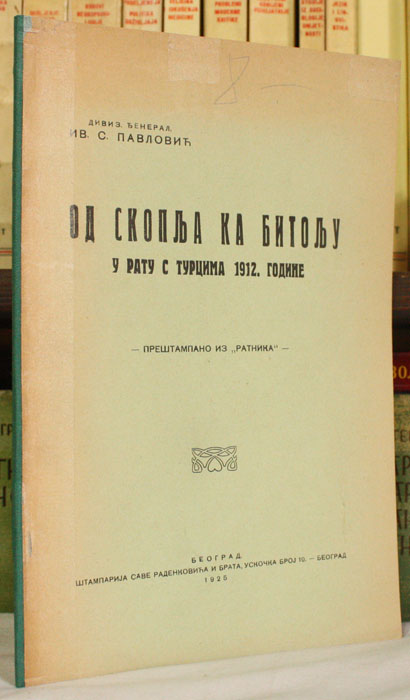 8
ДИВИЗ. ЂЕНЕРАЛ,
ИВ. С. ПАВЛОВИЋ
ОД СКОПЉА КА БИТОЉУ
У РАТУ С ТУРЦИМА 1912. ГОДИНЕ
— ПРЕШТАМПАНО ИЗ „РАТНИКА“ —
БЕОГРАД
ШТАМПАРИЈА САВЕ РАДЕНКОВИЋА И БРАТА, УСКОЧКА БРОЈ 10. — БЕОГРАД
1925